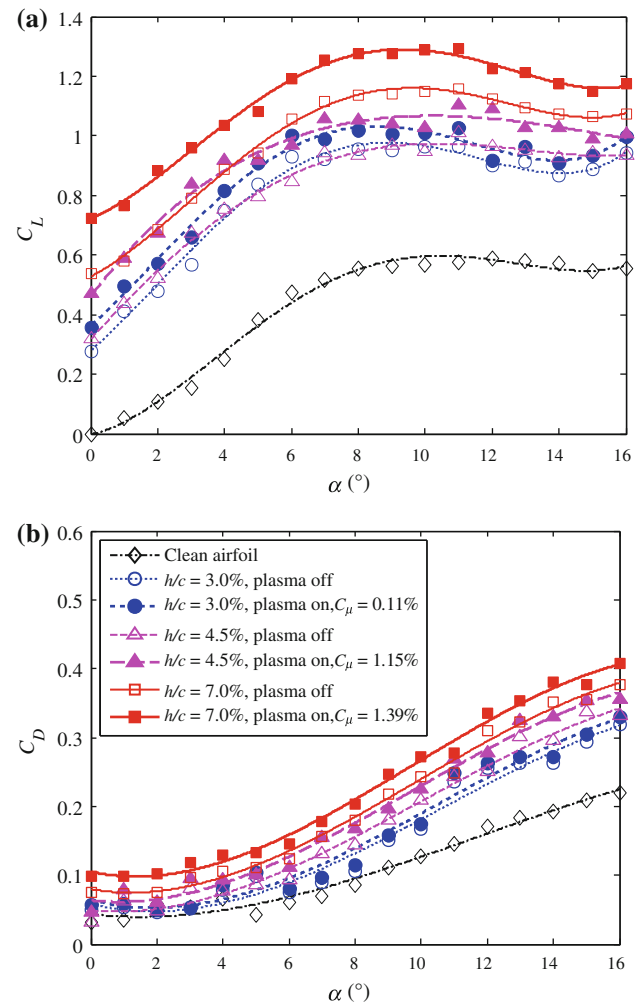 (a)
1.4
1.2
1
0.8
0.6
0.4
0.2
0
C_L
0 2 4 6 8 10 12 14 16
α (°)
(b)
0.6
0.5
0.4
0.3
0.2
0.1
0
C_D
Clean airfoil
h/c = 3.0%, plasma off
h/c = 3.0%, plasma on,C_μ = 0.11%
h/c = 4.5%, plasma off
h/c = 4.5%, plasma on,C_μ = 1.15%
h/c = 7.0%, plasma off
h/c = 7.0%, plasma on,C_μ = 1.39%
0 2 4 6 8 10 12 14 16
α (°)